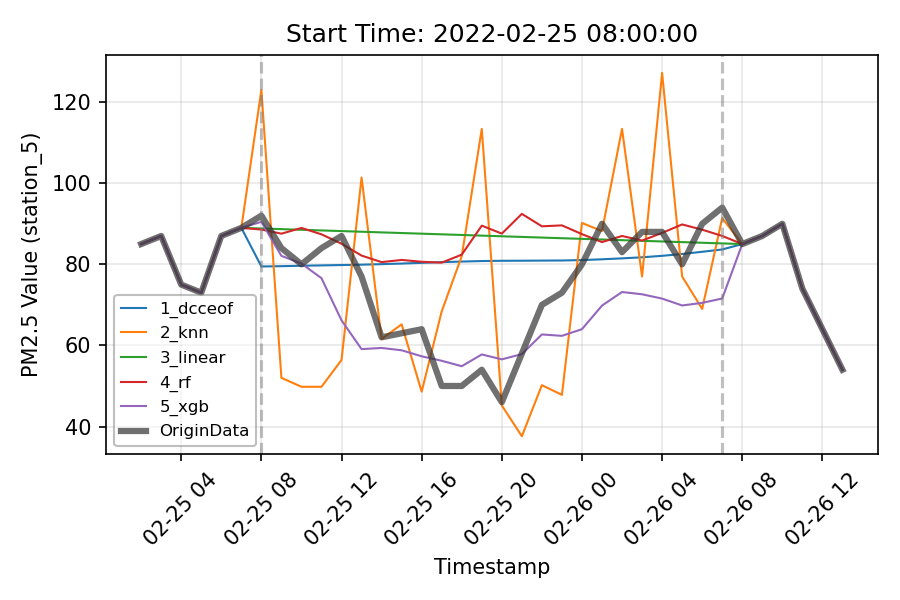 Start Time: 2022-02-25 08:00:00
PM2.5 Value (station_5)
120
100
80
60
40
1_dcceof
2_knn
3_linear
4_rf
5_xgb
OriginData
02-25 04
02-25 08
02-25 12
02-25 16
02-25 20
02-26 00
02-26 04
02-26 08
02-26 12
Timestamp